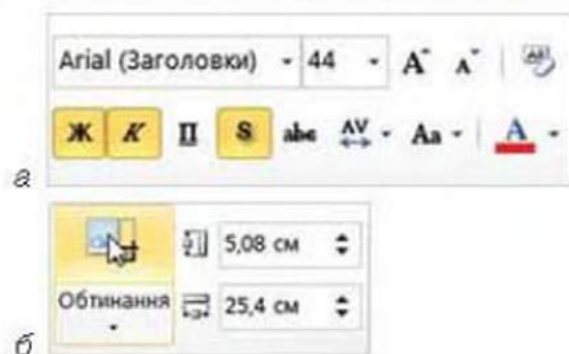 Arial (Заголовки) 44 A A
Ж К П S abc AV Aa A
а
5,08 см
Обтинання 25,4 см
б